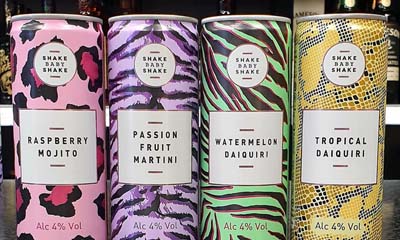 SHAKE
BABY
SHAKE
RASPBERRY
MOJITO
Alc 4% Vol
SHAKE
BABY
SHAKE
PASSION
FRUIT
MARTINI
Alc 4% Vol
SHAKE
BABY
SHAKE
WATERMELON
DAIQUIRI
Alc 4% Vol
SHAKE
BABY
SHAKE
TROPICAL
DAIQUIRI
Alc 4% Vol